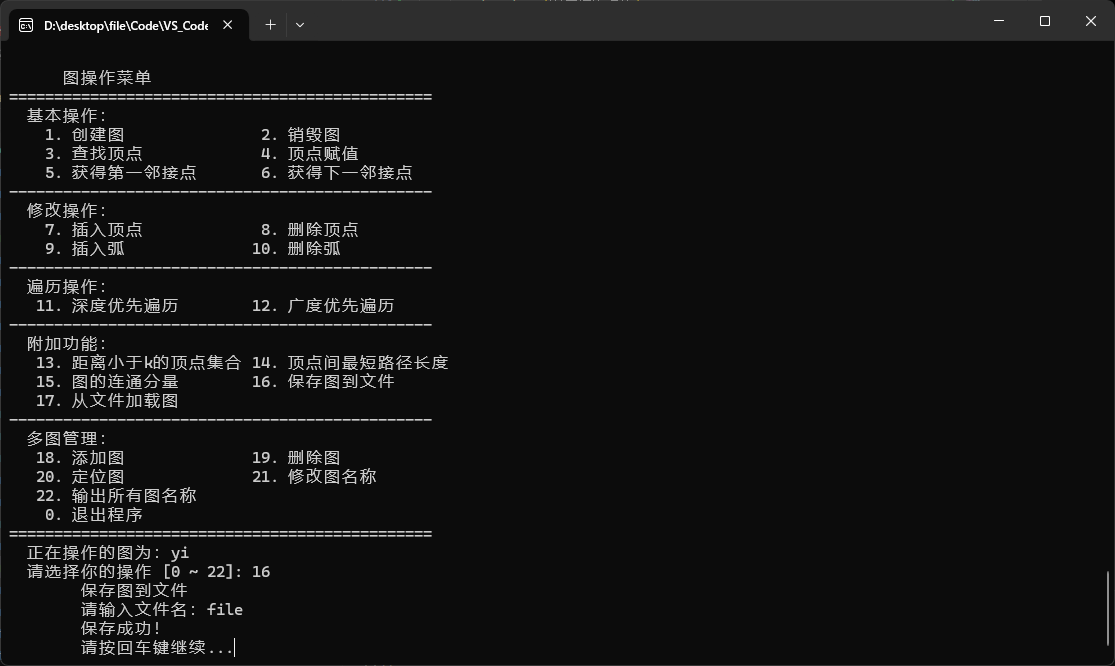 D:\desktop\file\Code\VS_Code
图操作菜单
===============================================
基本操作:
1. 创建图 2. 销毁图
3. 查找顶点 4. 顶点赋值
5. 获得第一邻接点 6. 获得下一邻接点
-----------------------------------------------
修改操作:
7. 插入顶点 8. 删除顶点
9. 插入弧 10. 删除弧
-----------------------------------------------
遍历操作:
11. 深度优先遍历 12. 广度优先遍历
-----------------------------------------------
附加功能:
13. 距离小于k的顶点集合 14. 顶点间最短路径长度
15. 图的连通分量 16. 保存图到文件
17. 从文件加载图
-----------------------------------------------
多图管理:
18. 添加图 19. 删除图
20. 定位图 21. 修改图名称
22. 输出所有图名称
0. 退出程序
===============================================
正在操作的图为: yi
请选择你的操作 [0 ~ 22]: 16
保存图到文件
请输入文件名: file
保存成功!
请按回车键继续...